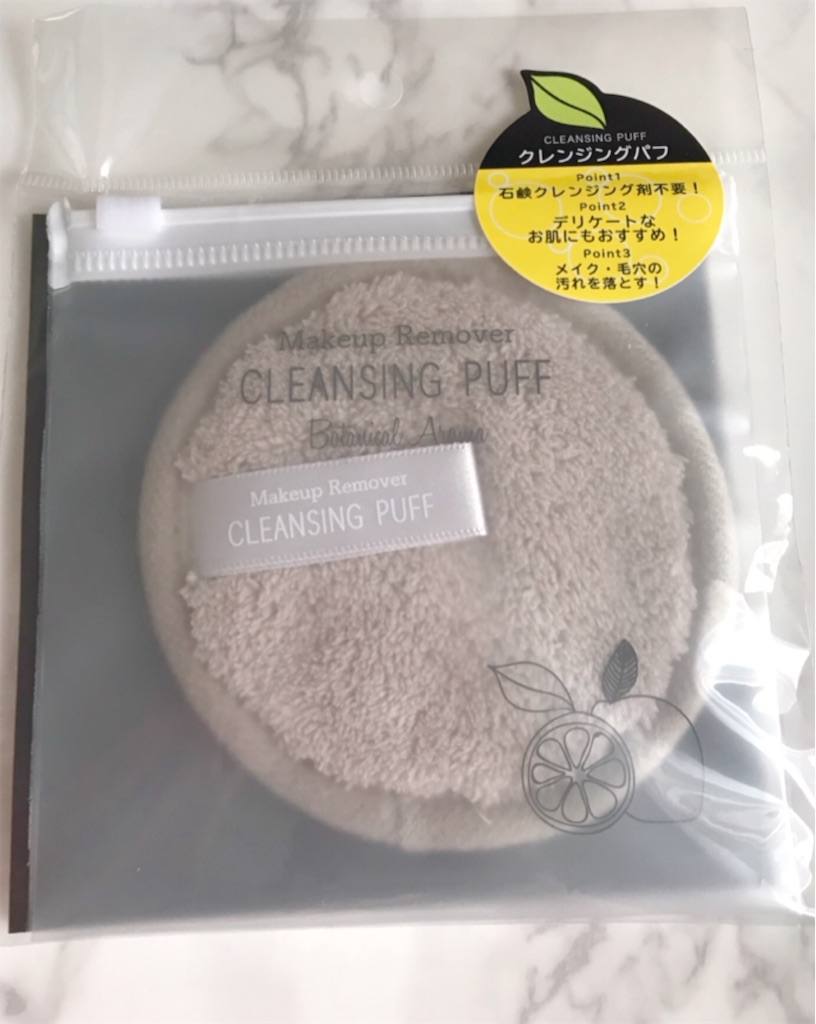 CLEANSING PUFF
クレンジングパフ
Point1
石鹸クレンジング剤不要！
Point2
デリケートな
お肌にもおすすめ！
Point3
メイク・毛穴の
汚れを落とす！
Makeup Remover
CLEANSING PUFF
Botanical Aroma
Makeup Remover
CLEANSING PUFF